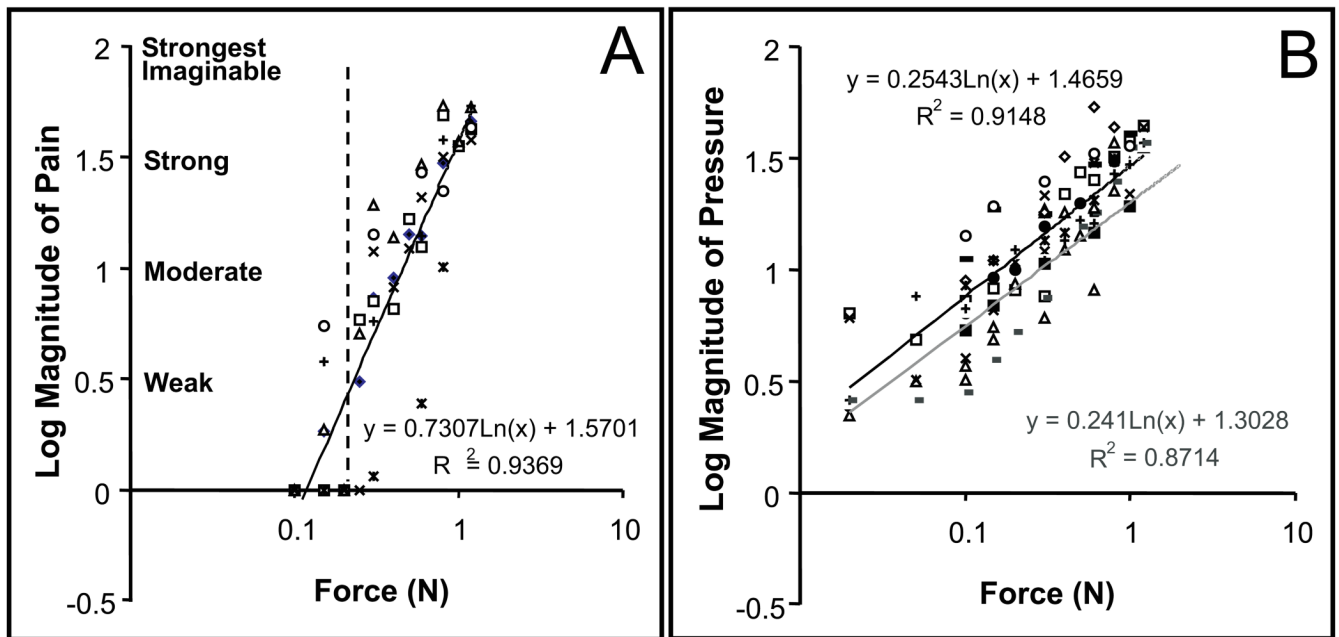 A
Log Magnitude of Pain
2
1.5
1
0.5
0
-0.5
Strongest
Imaginable
Strong
Moderate
Weak
y = 0.7307Ln(x) + 1.5701
R 2 = 0.9369
0.1 1 10
Force (N)
B
Log Magnitude of Pressure
2
1.5
1
0.5
0
-0.5
y = 0.2543Ln(x) + 1.4659
R2 = 0.9148
y = 0.241Ln(x) + 1.3028
R2 = 0.8714
0.1 1 10
Force (N)